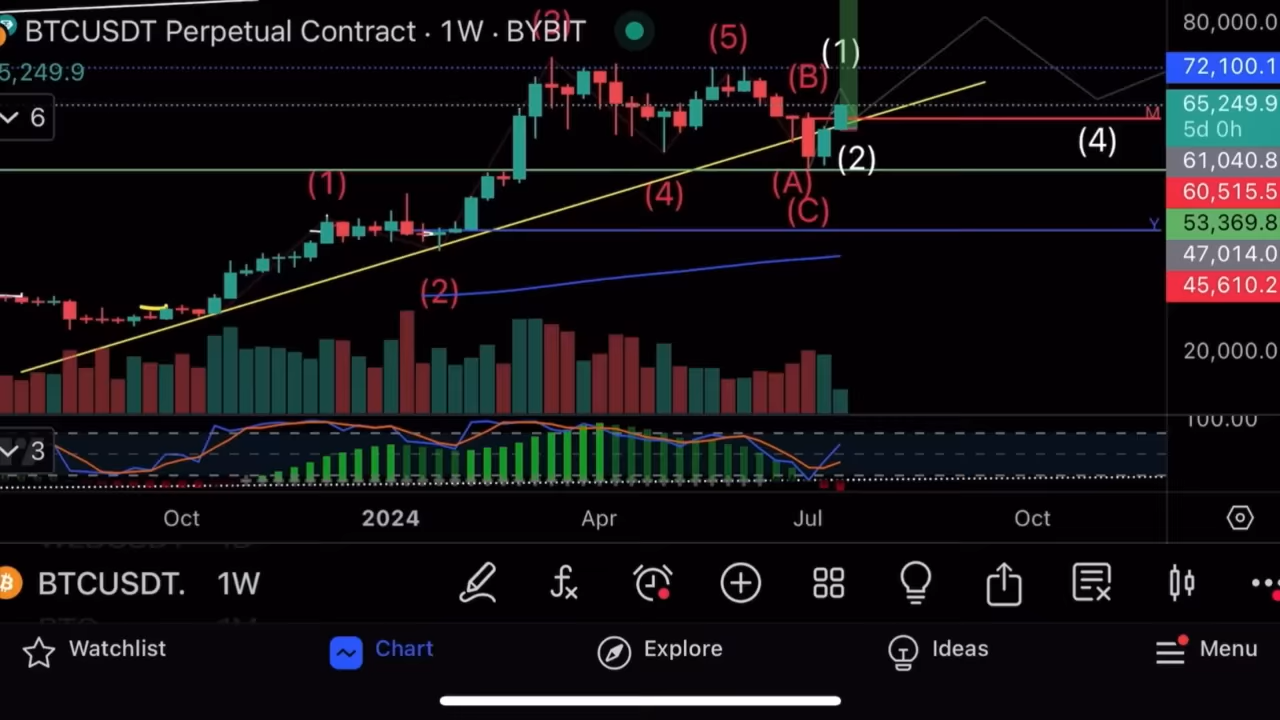 BTCUSDT Perpetual Contract · 1W · BYBIT
5,249.9
6
(3)
(5)
(1)
(B)
(1)
(4)
(A)
(C)
(2)
(4)
(2)
M
Y
80,000.0
72,100.1
65,249.9
5d 0h
61,040.8
60,515.5
53,369.8
47,014.0
45,610.2
20,000.0
100.00
3
Oct 2024 Apr Jul Oct
BTCUSDT. 1W
Watchlist Chart Explore Ideas Menu